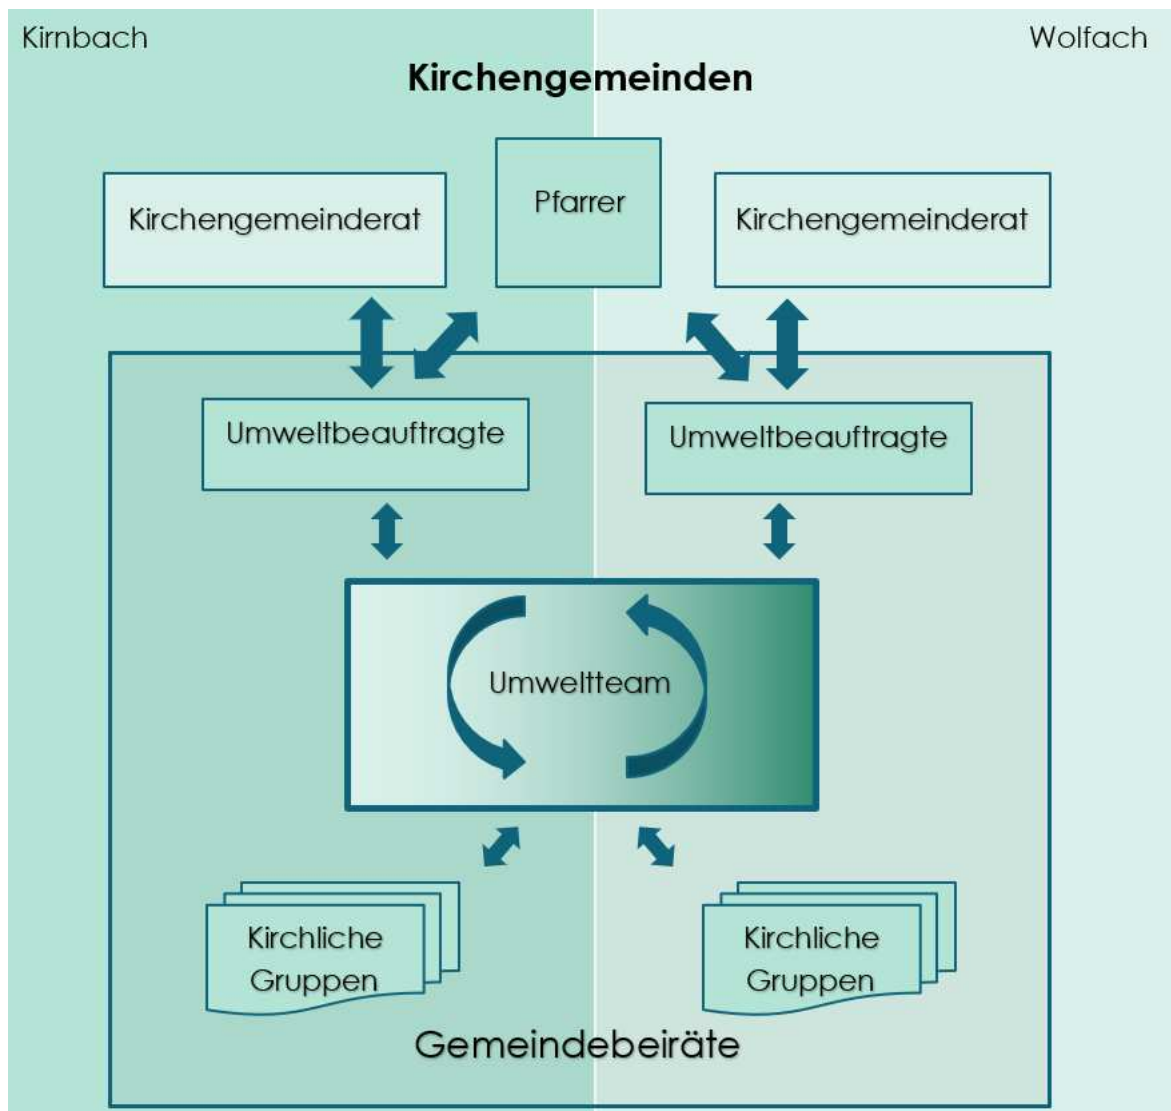 Kirnbach
Wolfach
Kirchengemeinden
Kirchengemeinderat
Pfarrer
Kirchengemeinderat
Umweltbeauftragte
Umweltbeauftragte
Umweltteam
Kirchliche
Gruppen
Kirchliche
Gruppen
Gemeindebeiräte